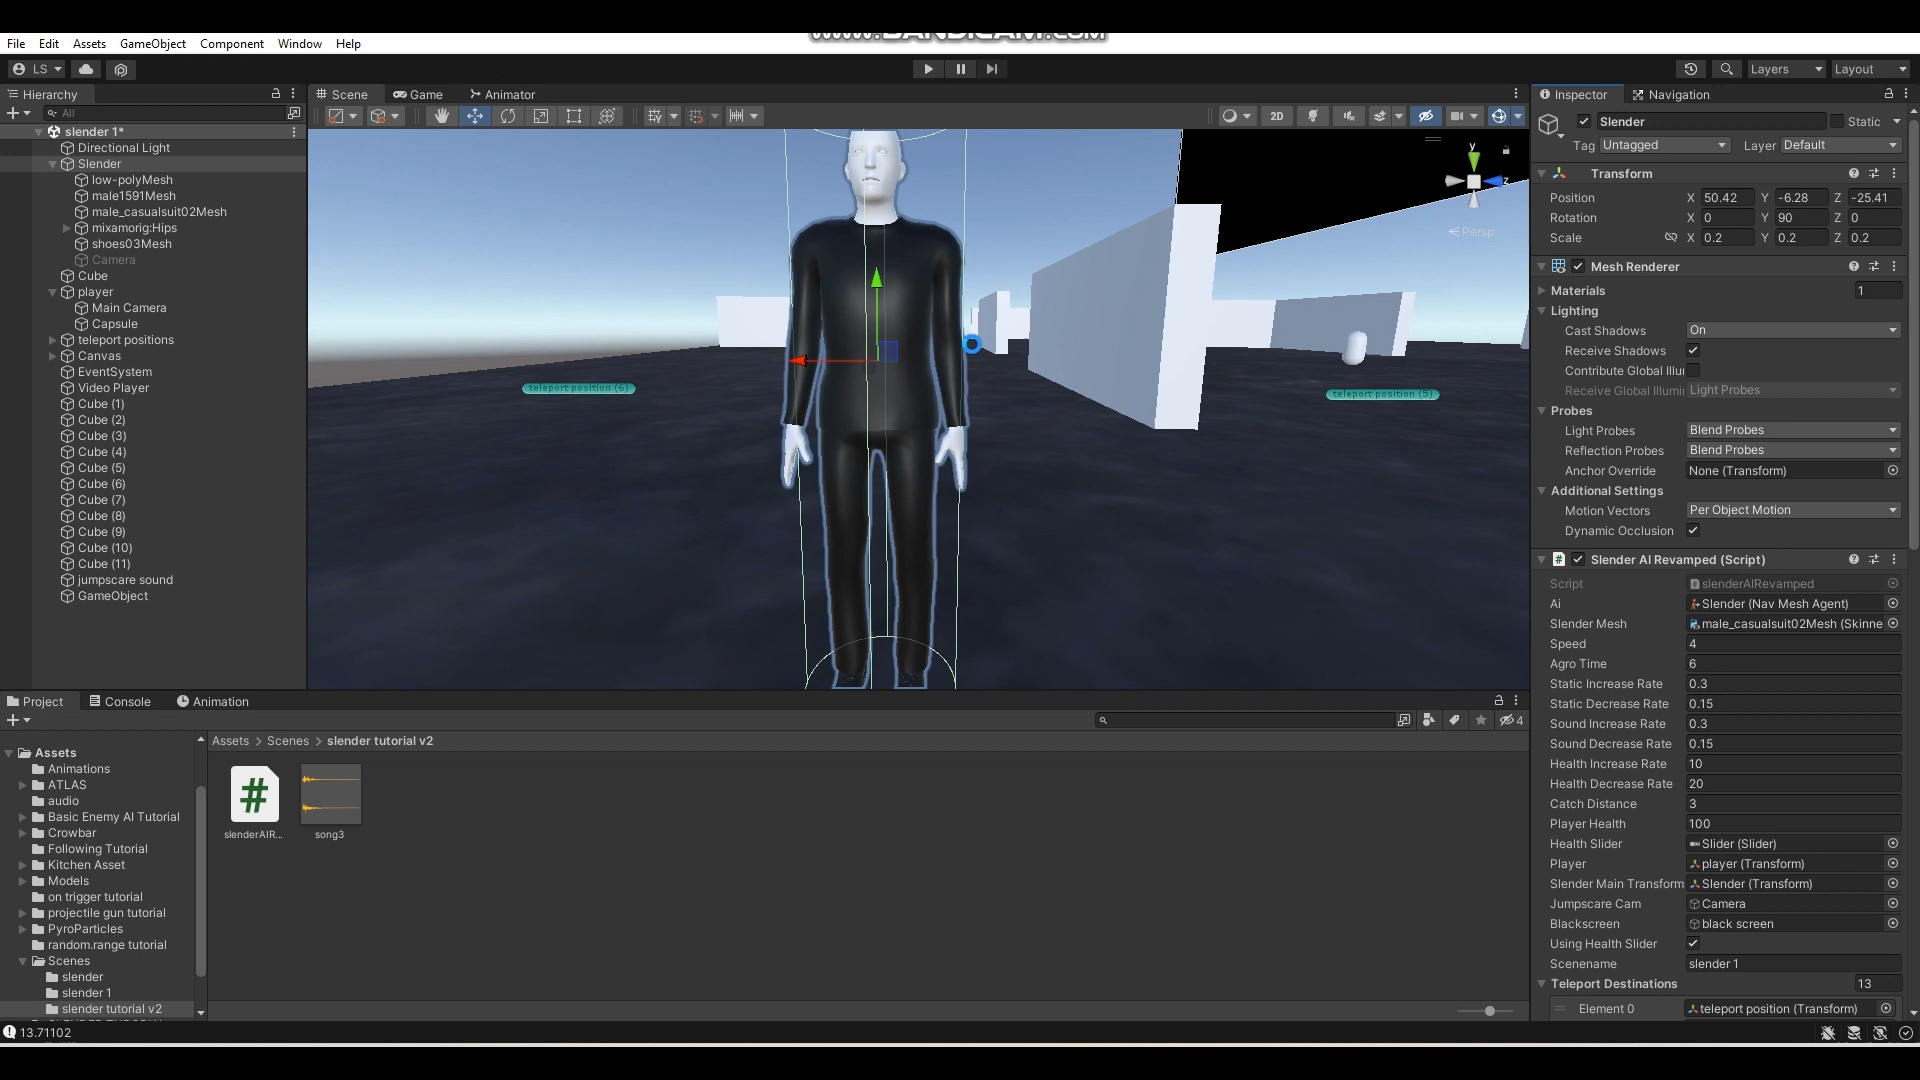 www.BANDICAM.com
File Edit Assets GameObject Component Window Help
LS
Layers Layout
Hierarchy
All
slender 1*
Directional Light
Slender
low-polyMesh
male1591Mesh
male_casualsuit02Mesh
mixamorig:Hips
shoes03Mesh
Camera
Cube
player
Main Camera
Capsule
teleport positions
Canvas
EventSystem
Video Player
Cube (1)
Cube (2)
Cube (3)
Cube (4)
Cube (5)
Cube (6)
Cube (7)
Cube (8)
Cube (9)
Cube (10)
Cube (11)
jumpscare sound
GameObject
Scene Game Animator
2D
y
z
Persp
teleport position (6)
teleport position (5)
Inspector Navigation
Slender Static
Tag Untagged Layer Default
Transform
Position X 50.42 Y -6.28 Z -25.41
Rotation X 0 Y 90 Z 0
Scale X 0.2 Y 0.2 Z 0.2
Mesh Renderer
Materials 1
Lighting
Cast Shadows On
Receive Shadows
Contribute Global Illu
Receive Global Illumin Light Probes
Probes
Light Probes Blend Probes
Reflection Probes Blend Probes
Anchor Override None (Transform)
Additional Settings
Motion Vectors Per Object Motion
Dynamic Occlusion
# Slender AI Revamped (Script)
Script slenderAIRevamped
Ai Slender (Nav Mesh Agent)
Slender Mesh male_casualsuit02Mesh (Skinne
Speed 4
Agro Time 6
Static Increase Rate 0.3
Static Decrease Rate 0.15
Sound Increase Rate 0.3
Sound Decrease Rate 0.15
Health Increase Rate 10
Health Decrease Rate 20
Catch Distance 3
Player Health 100
Health Slider Slider (Slider)
Player player (Transform)
Slender Main Transform Slender (Transform)
Jumpscare Cam Camera
Blackscreen black screen
Using Health Slider
Scenename slender 1
Teleport Destinations 13
Element 0 teleport position (Transform)
Project Console Animation
4
Assets
Animations
ATLAS
audio
Basic Enemy AI Tutorial
Crowbar
Following Tutorial
Kitchen Asset
Models
on trigger tutorial
projectile gun tutorial
PyroParticles
random.range tutorial
Scenes
slender
slender 1
slender tutorial v2
Assets > Scenes > slender tutorial v2
#
slenderAIR... song3
13.71102